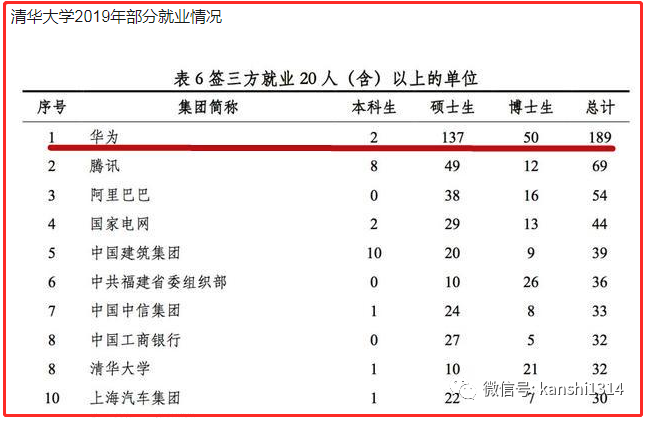 清华大学2019年部分就业情况
表 6 签三方就业 20 人（含）以上的单位
序号 集团简称 本科生 硕士生 博士生 总计
1 华为 2 137 50 189
2 腾讯 8 49 12 69
3 阿里巴巴 0 38 16 54
4 国家电网 2 29 13 44
5 中国建筑集团 10 20 9 39
6 中共福建省委组织部 0 10 26 36
7 中国中信集团 1 24 8 33
8 中国工商银行 0 27 5 32
8 清华大学 1 10 21 32
微信号: kanshi1314
10 上海汽车集团 1 22 7 30